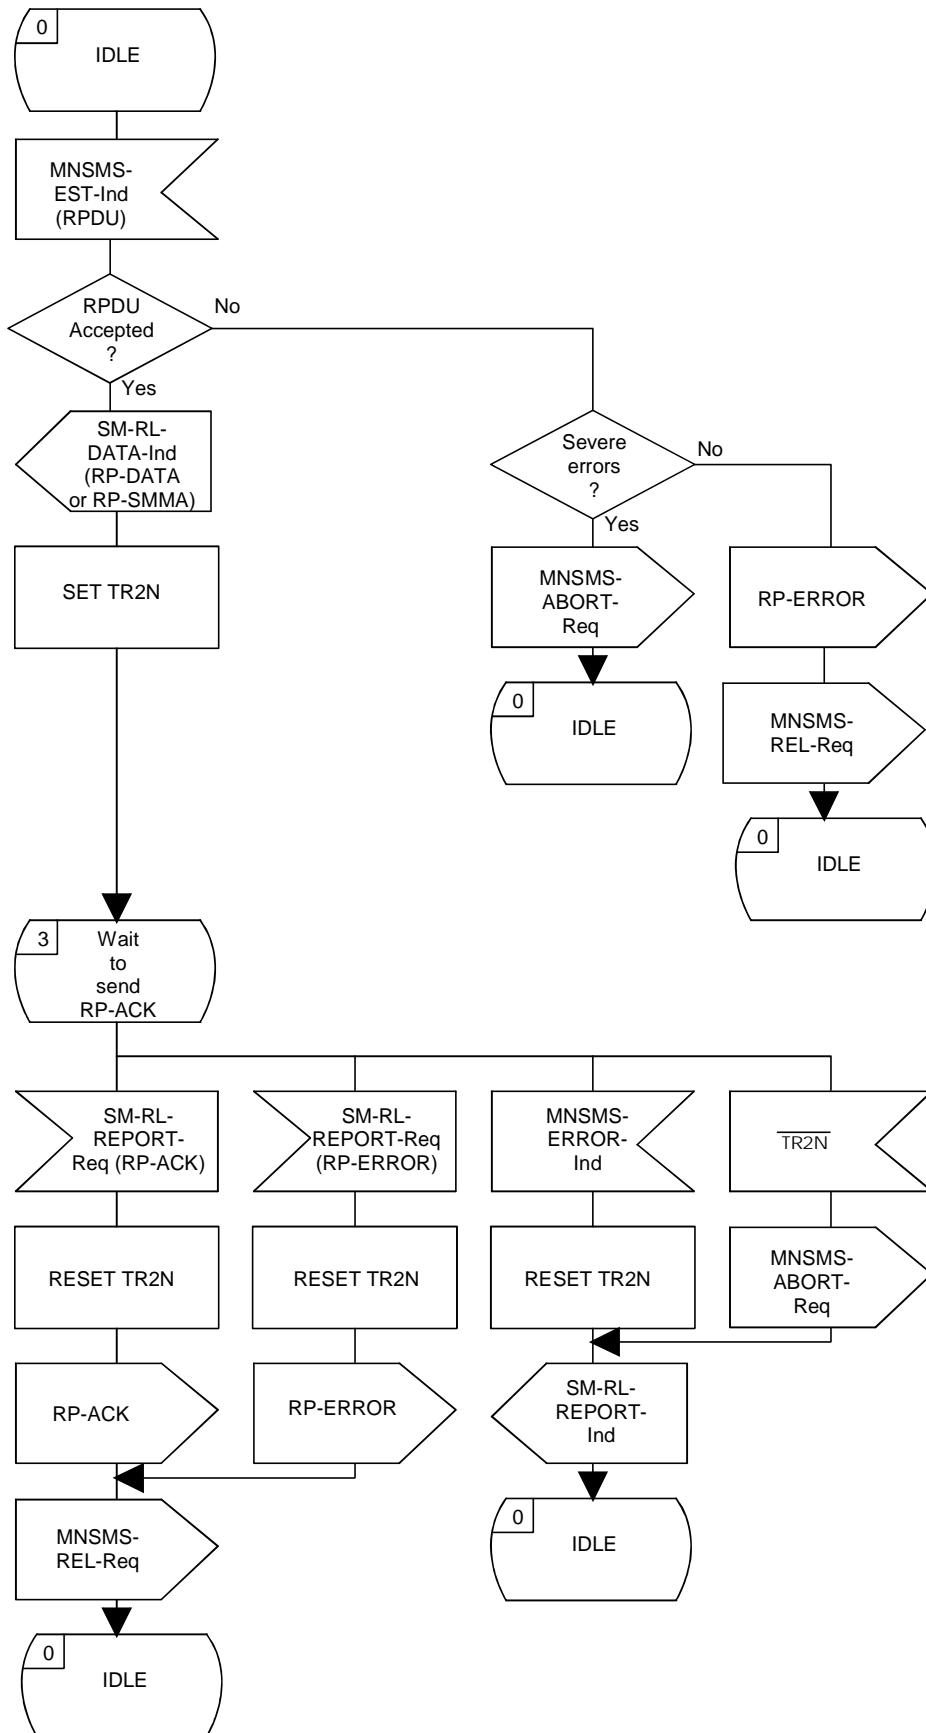 0
IDLE
MNSMS-
EST-Ind
(RPDU)
RPDU
Accepted
?
No
Yes
SM-RL-
DATA-Ind
(RP-DATA
or RP-SMMA)
Severe
errors
?
No
Yes
SET TR2N
MNSMS-
ABORT-
Req
RP-ERROR
0
IDLE
MNSMS-
REL-Req
0
IDLE
3
Wait
to
send
RP-ACK
SM-RL-
REPORT-
Req (RP-ACK)
SM-RL-
REPORT-Req
(RP-ERROR)
MNSMS-
ERROR-
Ind
TR2N
RESET TR2N
RESET TR2N
RESET TR2N
MNSMS-
ABORT-
Req
RP-ACK
RP-ERROR
SM-RL-
REPORT-
Ind
MNSMS-
REL-Req
0
IDLE
0
IDLE